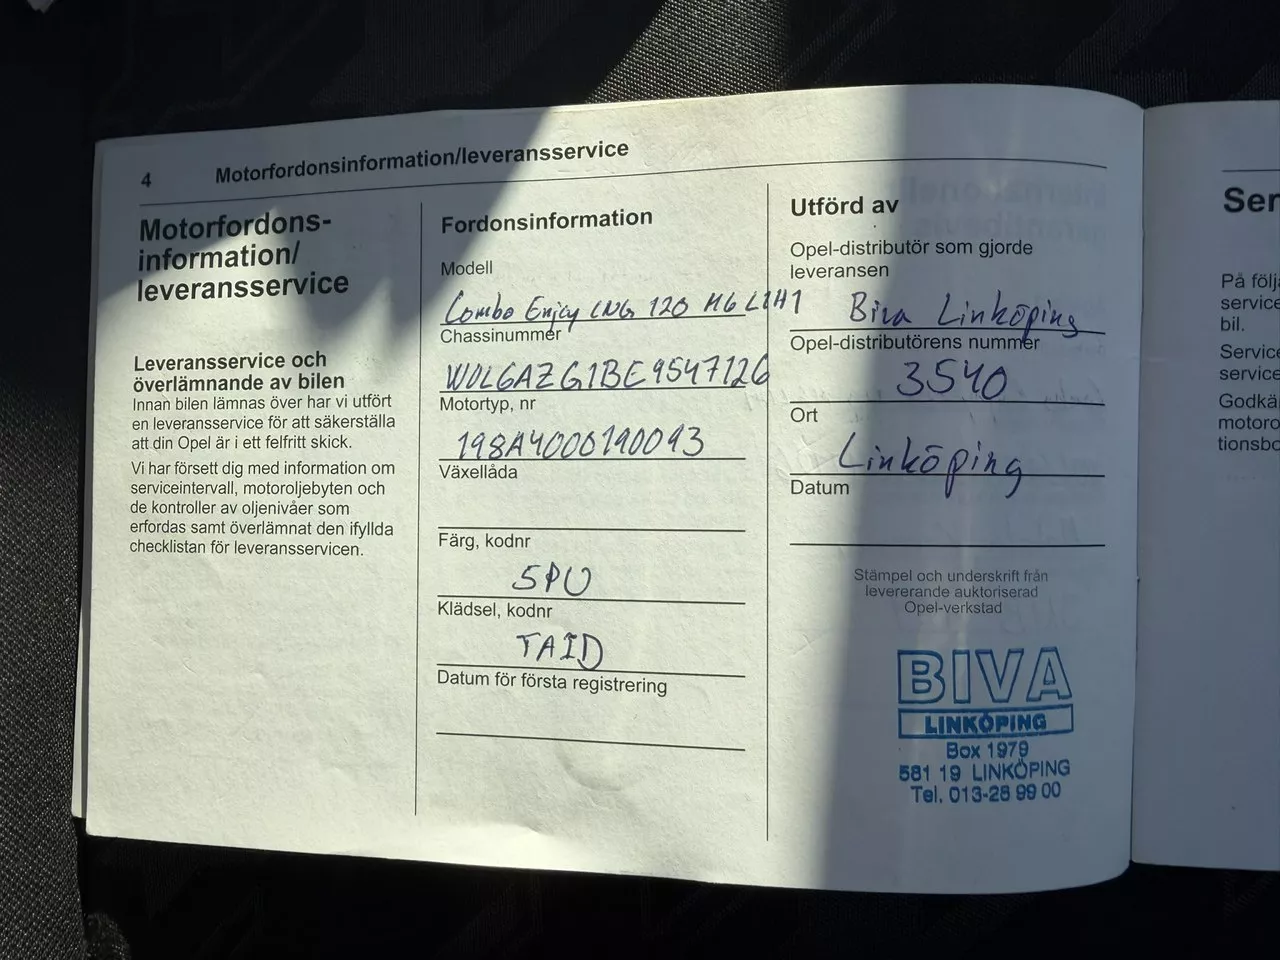 4 Motorfordonsinformation/leveransservice
Motorfordons-
information/
leveransservice
Leveransservice och
överlämnande av bilen
Innan bilen lämnas över har vi utfört
en leveransservice för att säkerställa
att din Opel är i ett felfritt skick.
Vi har försett dig med information om
serviceintervall, motoroljebyten och
de kontroller av oljenivåer som
erfordas samt överlämnat den ifyllda
checklistan för leveransservicen.
Fordonsinformation
Modell
Combo Enjoy CNG 120 M6 L1H1
Chassinummer
W0L6AZG1BE9547126
Motortyp, nr
198A4000190093
Växellåda
Färg, kodnr
5PU
Klädsel, kodnr
TAID
Datum för första registrering
Utförd av
Opel-distributör som gjorde
leveransen
Biva Linköping
Opel-distributörens nummer
3540
Ort
Linköping
Datum
Stämpel och underskrift från
levererande auktoriserad
Opel-verkstad
BIVA
LINKÖPING
Box 1979
581 19 LINKÖPING
Tel. 013-28 99 00
Ser
På följ
service
bil.
Service
service
Godkä
motoro
tionsbo